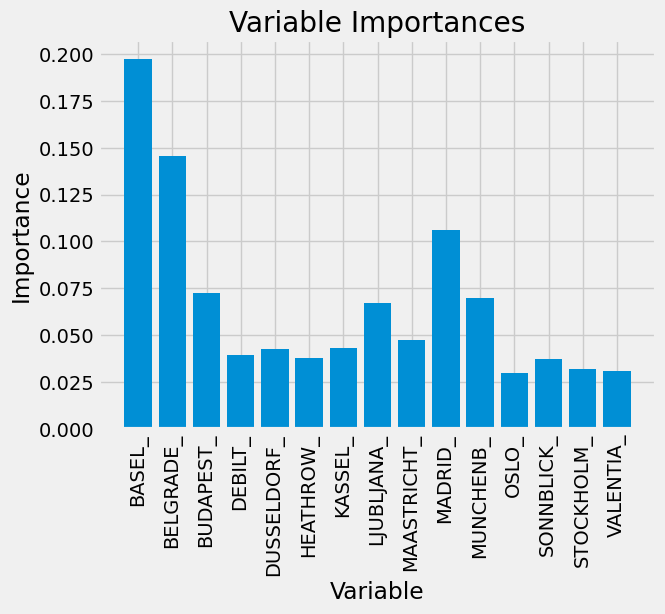 Variable Importances
Importance
0.200
0.175
0.150
0.125
0.100
0.075
0.050
0.025
0.000
BASEL_
BELGRADE_
BUDAPEST_
DEBILT_
DUSSELDORF_
HEATHROW_
KASSEL_
LJUBLJANA_
MAASTRICHT_
MADRID_
MUNCHENB_
OSLO_
SONNBLICK_
STOCKHOLM_
VALENTIA_
Variable